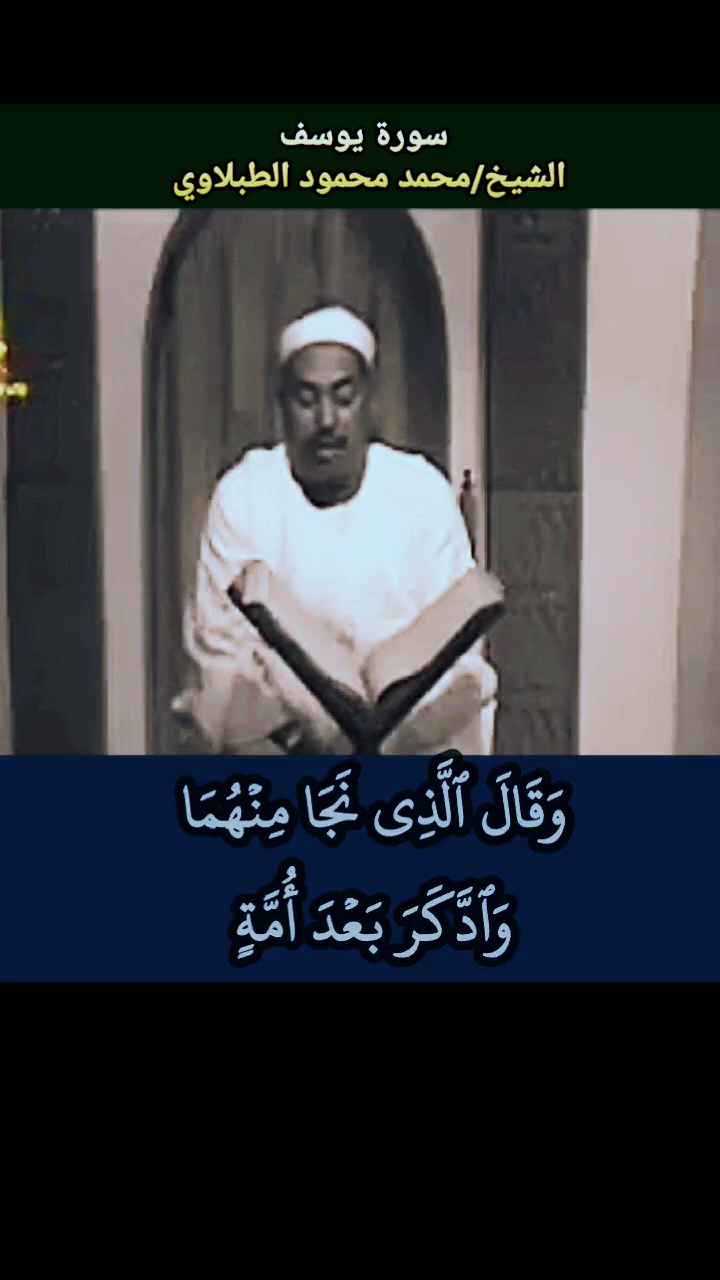 سورة يوسف
الشيخ/محمد محمود الطبلاوي
وَقَالَ ٱلَّذِى نَجَا مِنْهُمَا
وَٱدَّكَرَ بَعْدَ أُمَّةٍ